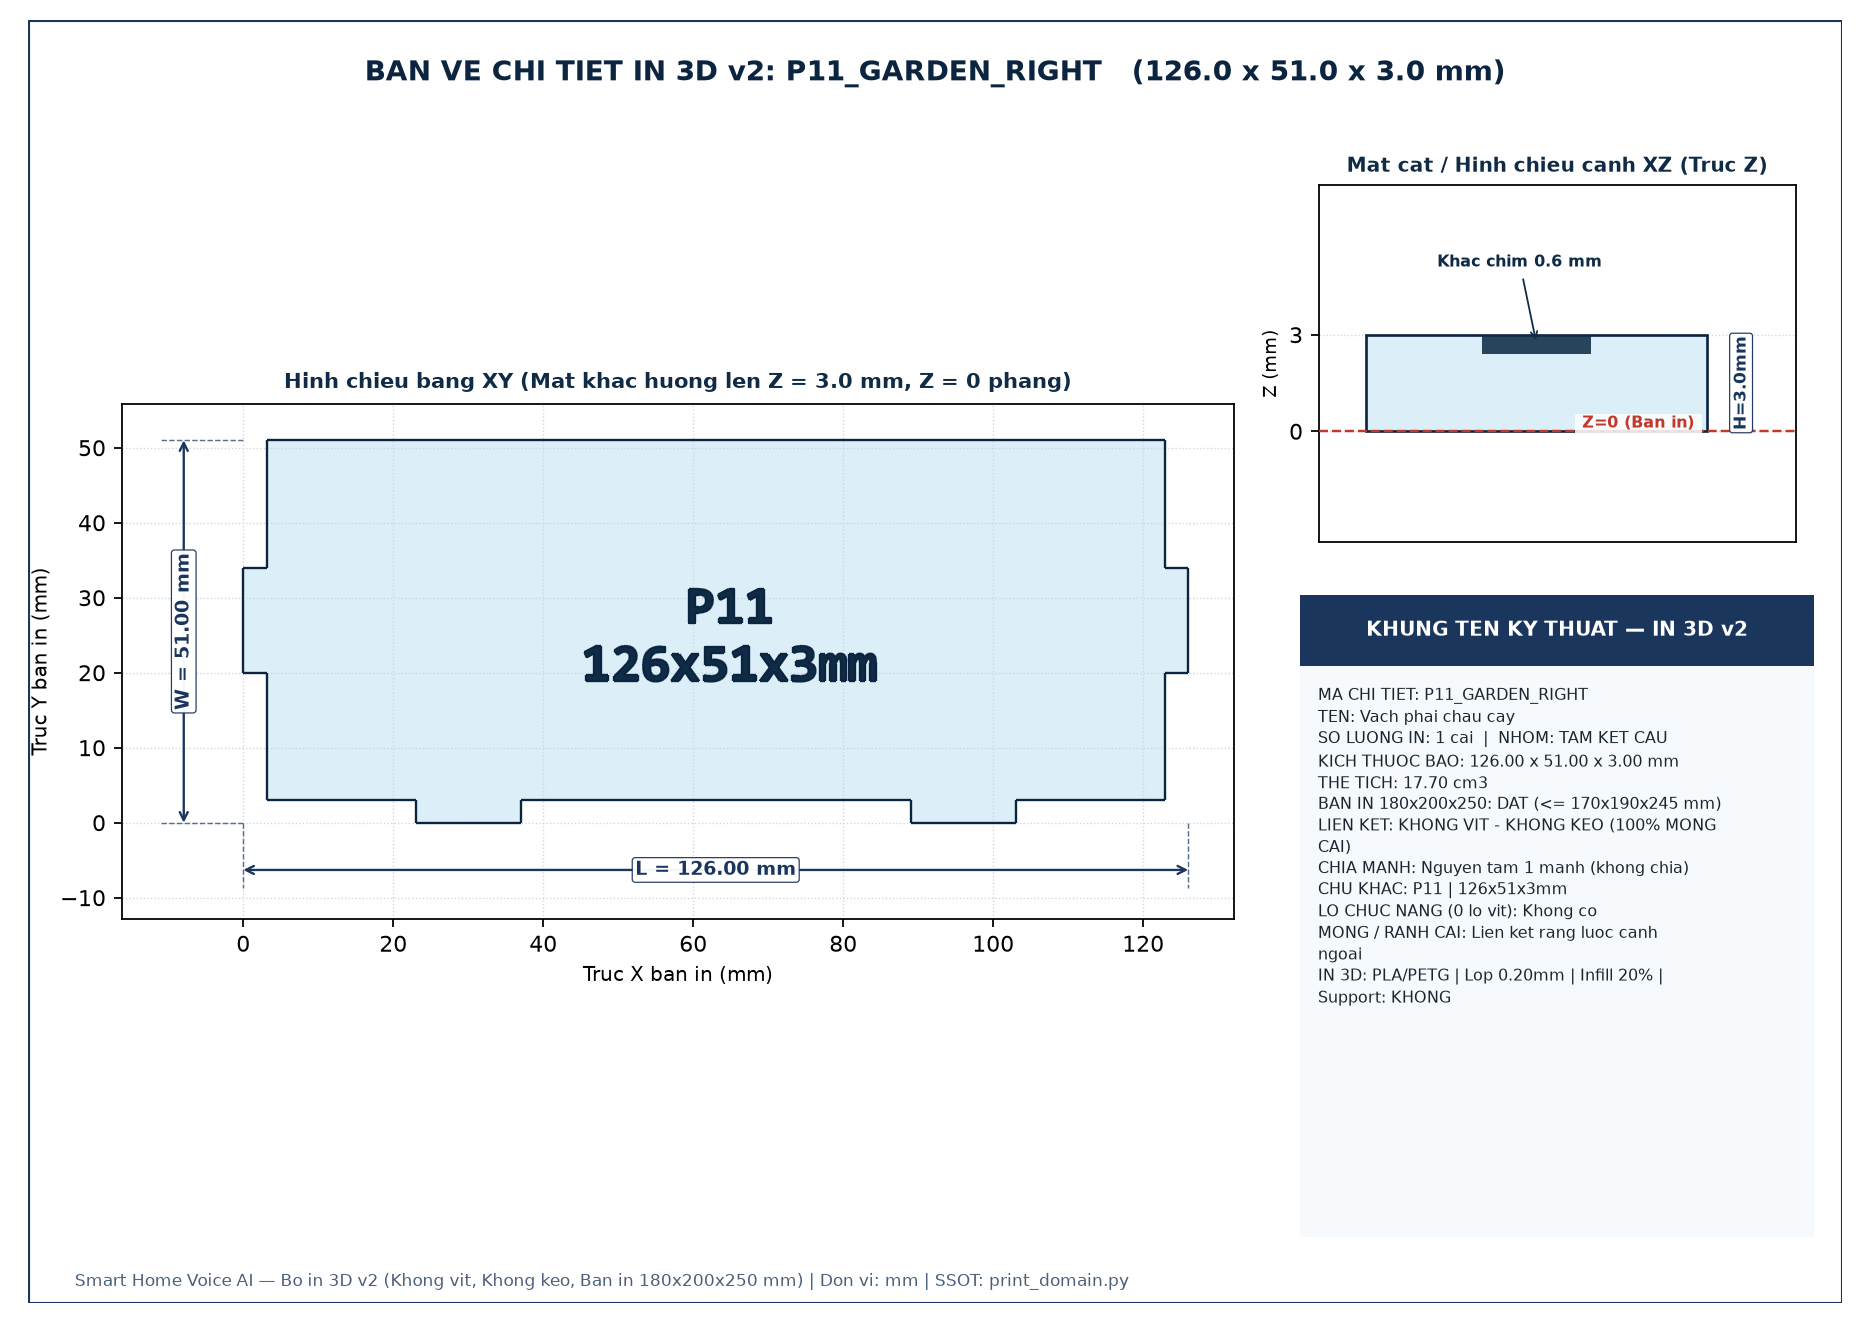 BAN VE CHI TIET IN 3D v2: P11_GARDEN_RIGHT (126.0 x 51.0 x 3.0 mm)
Hinh chieu bang XY (Mat khac huong len Z = 3.0 mm, Z = 0 phang)
Truc Y ban in (mm)
50
40
30
20
10
0
−10
W = 51.00 mm
P11
126x51x3mm
L = 126.00 mm
0
20
40
60
80
100
120
Truc X ban in (mm)
Mat cat / Hinh chieu canh XZ (Truc Z)
Khac chim 0.6 mm
Z (mm)
3
0
Z=0 (Ban in)
H=3.0mm
KHUNG TEN KY THUAT — IN 3D v2
MA CHI TIET: P11_GARDEN_RIGHT
TEN: Vach phai chau cay
SO LUONG IN: 1 cai | NHOM: TAM KET CAU
KICH THUOC BAO: 126.00 x 51.00 x 3.00 mm
THE TICH: 17.70 cm3
BAN IN 180x200x250: DAT (<= 170x190x245 mm)
LIEN KET: KHONG VIT - KHONG KEO (100% MONG
CAI)
CHIA MANH: Nguyen tam 1 manh (khong chia)
CHU KHAC: P11 | 126x51x3mm
LO CHUC NANG (0 lo vit): Khong co
MONG / RANH CAI: Lien ket rang luoc canh
ngoai
IN 3D: PLA/PETG | Lop 0.20mm | Infill 20% |
Support: KHONG
Smart Home Voice AI — Bo in 3D v2 (Khong vit, Khong keo, Ban in 180x200x250 mm) | Don vi: mm | SSOT: print_domain.py